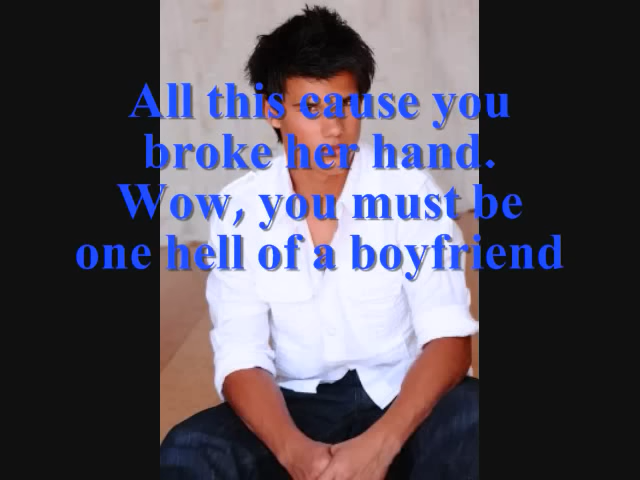 All this cause you
broke her hand.
Wow, you must be
one hell of a boyfriend